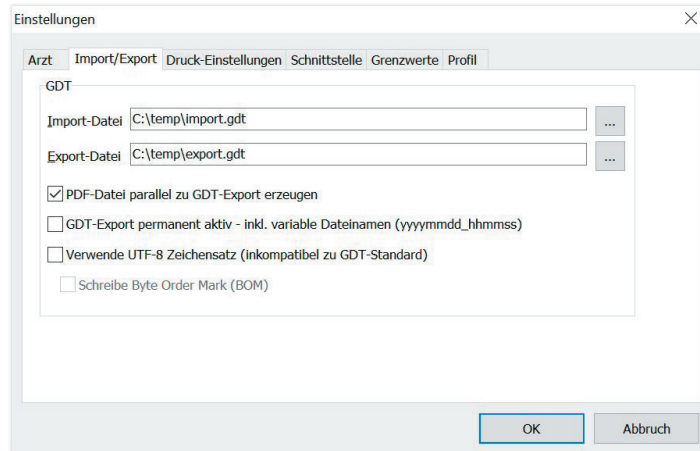 Einstellungen
Arzt Import/Export Druck-Einstellungen Schnittstelle Grenzwerte Profil
GDT
Import-Datei C:\temp\import.gdt ...
Export-Datei C:\temp\export.gdt ...
PDF-Datei parallel zu GDT-Export erzeugen
GDT-Export permanent aktiv - inkl. variable Dateinamen (yyyymmdd_hhmmss)
Verwende UTF-8 Zeichensatz (inkompatibel zu GDT-Standard)
Schreibe Byte Order Mark (BOM)
OK Abbruch